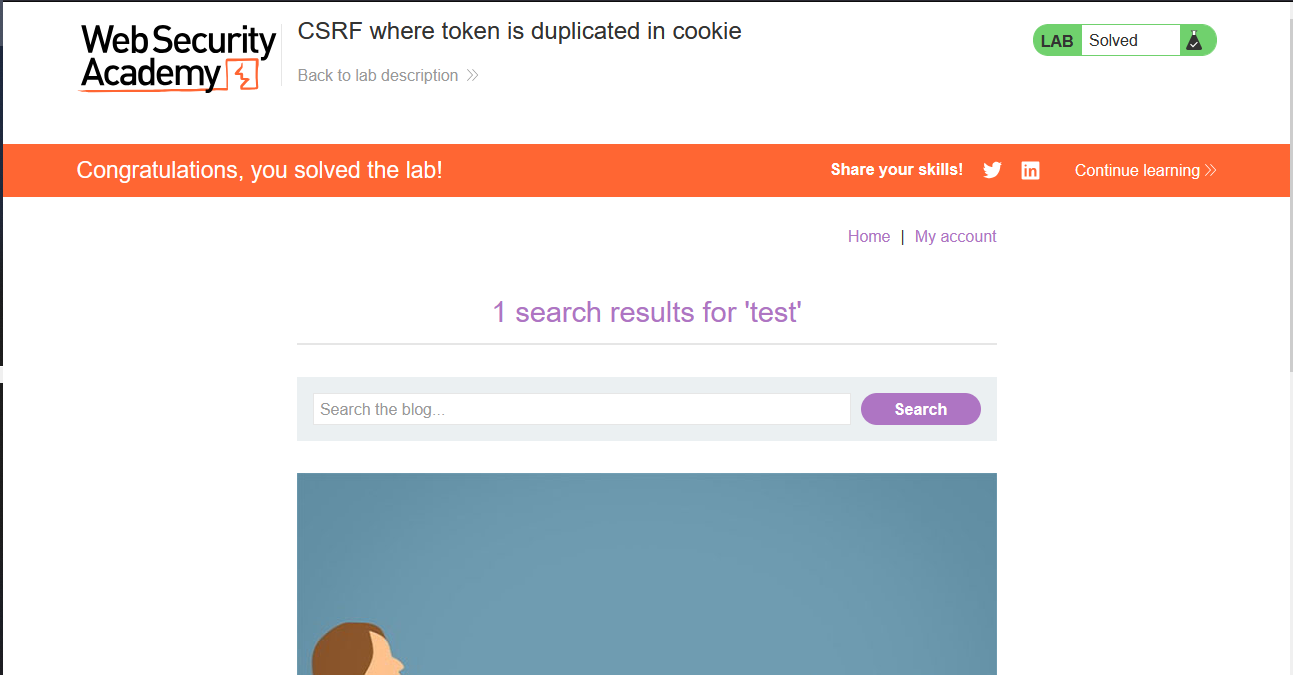 Web Security
Academy
CSRF where token is duplicated in cookie
Back to lab description
LAB Solved
Congratulations, you solved the lab!
Share your skills!
in
Continue learning
Home | My account
1 search results for 'test'
Search the blog...
Search